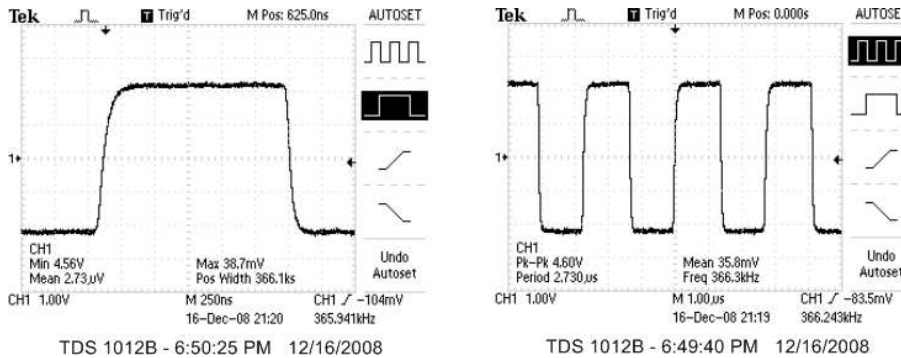 Tek T Trig'd M Pos: 625.0ns AUTOSET
1
CH1
Min 4.56V Max 38.7mV
Mean 2.73uV Pos Width 366.1ks
Undo
Autoset
CH1 1.00V M 250ns CH1 -104mV
16-Dec-08 21:20 365.941kHz
TDS 1012B - 6:50:25 PM 12/16/2008
Tek T Trig'd M Pos: 0.000s AUTOSE
1
CH1
Pk-Pk 4.60V Mean 35.8mV
Period 2.730us Freq 366.3kHz
Undo
Autoset
CH1 1.00V M 1.00us CH1 -83.5mV
16-Dec-08 21:19 366.243kHz
TDS 1012B - 6:49:40 PM 12/16/2008